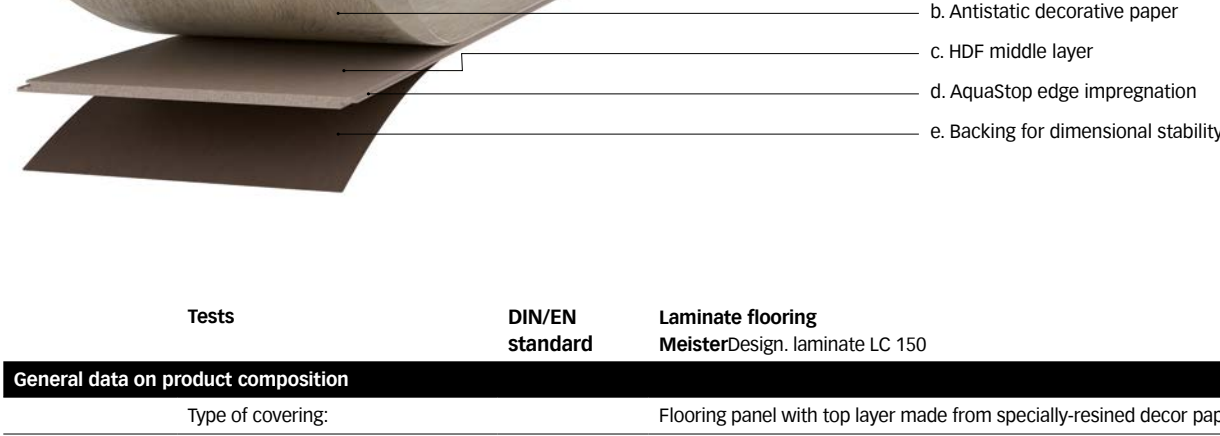 b. Antistatic decorative paper
c. HDF middle layer
d. AquaStop edge impregnation
e. Backing for dimensional stability
Tests DIN/EN standard Laminate flooring
MeisterDesign. laminate LC 150
General data on product composition
Type of covering: Flooring panel with top layer made from specially-resined decor